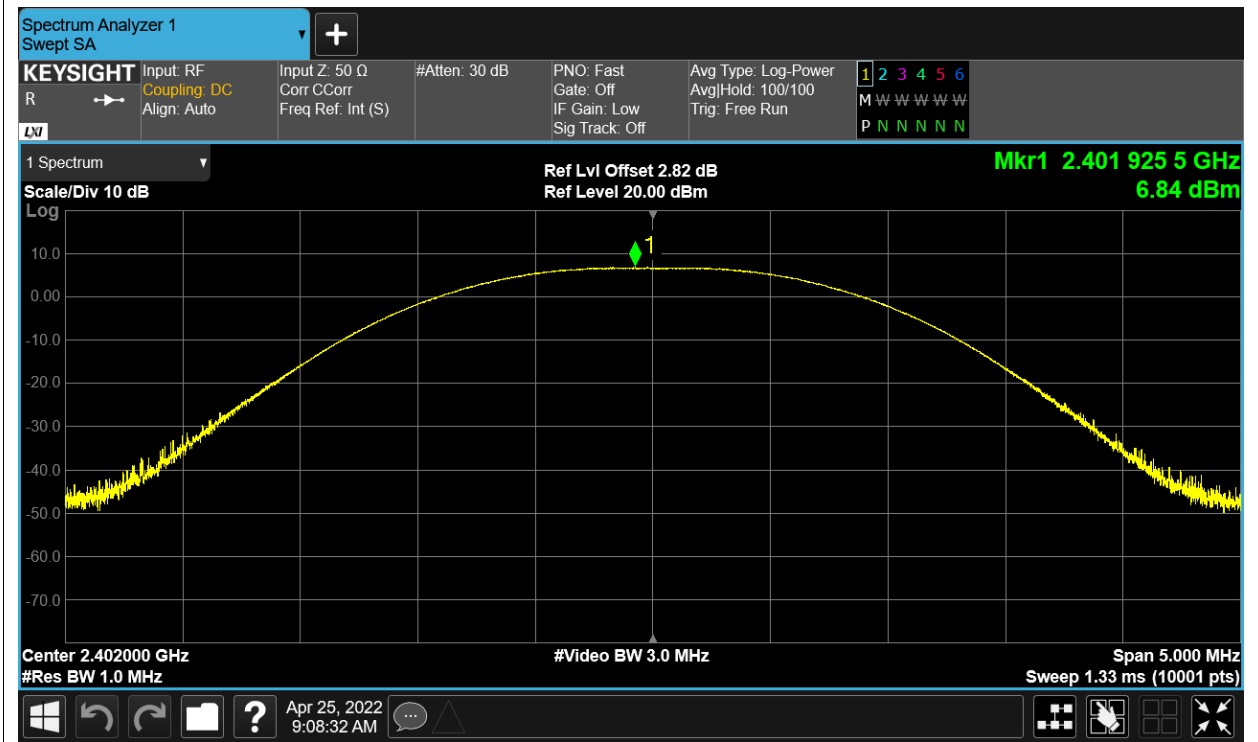 Spectrum Analyzer 1
Swept SA
+
KEYSIGHT
R
LXI
Input: RF
Coupling: DC
Align: Auto
Input Z: 50 Ω
Corr CCorr
Freq Ref: Int (S)
#Atten: 30 dB
PNO: Fast
Gate: Off
IF Gain: Low
Sig Track: Off
Avg Type: Log-Power
Avg|Hold: 100/100
Trig: Free Run
1 2 3 4 5 6
M W W W W W
P N N N N N
1 Spectrum
Scale/Div 10 dB
Log
Ref Lvl Offset 2.82 dB
Ref Level 20.00 dBm
Mkr1 2.401 925 5 GHz
6.84 dBm
1
10.0
0.00
-10.0
-20.0
-30.0
-40.0
-50.0
-60.0
-70.0
Center 2.402000 GHz
#Res BW 1.0 MHz
#Video BW 3.0 MHz
Span 5.000 MHz
Sweep 1.33 ms (10001 pts)
?
Apr 25, 2022
9:08:32 AM